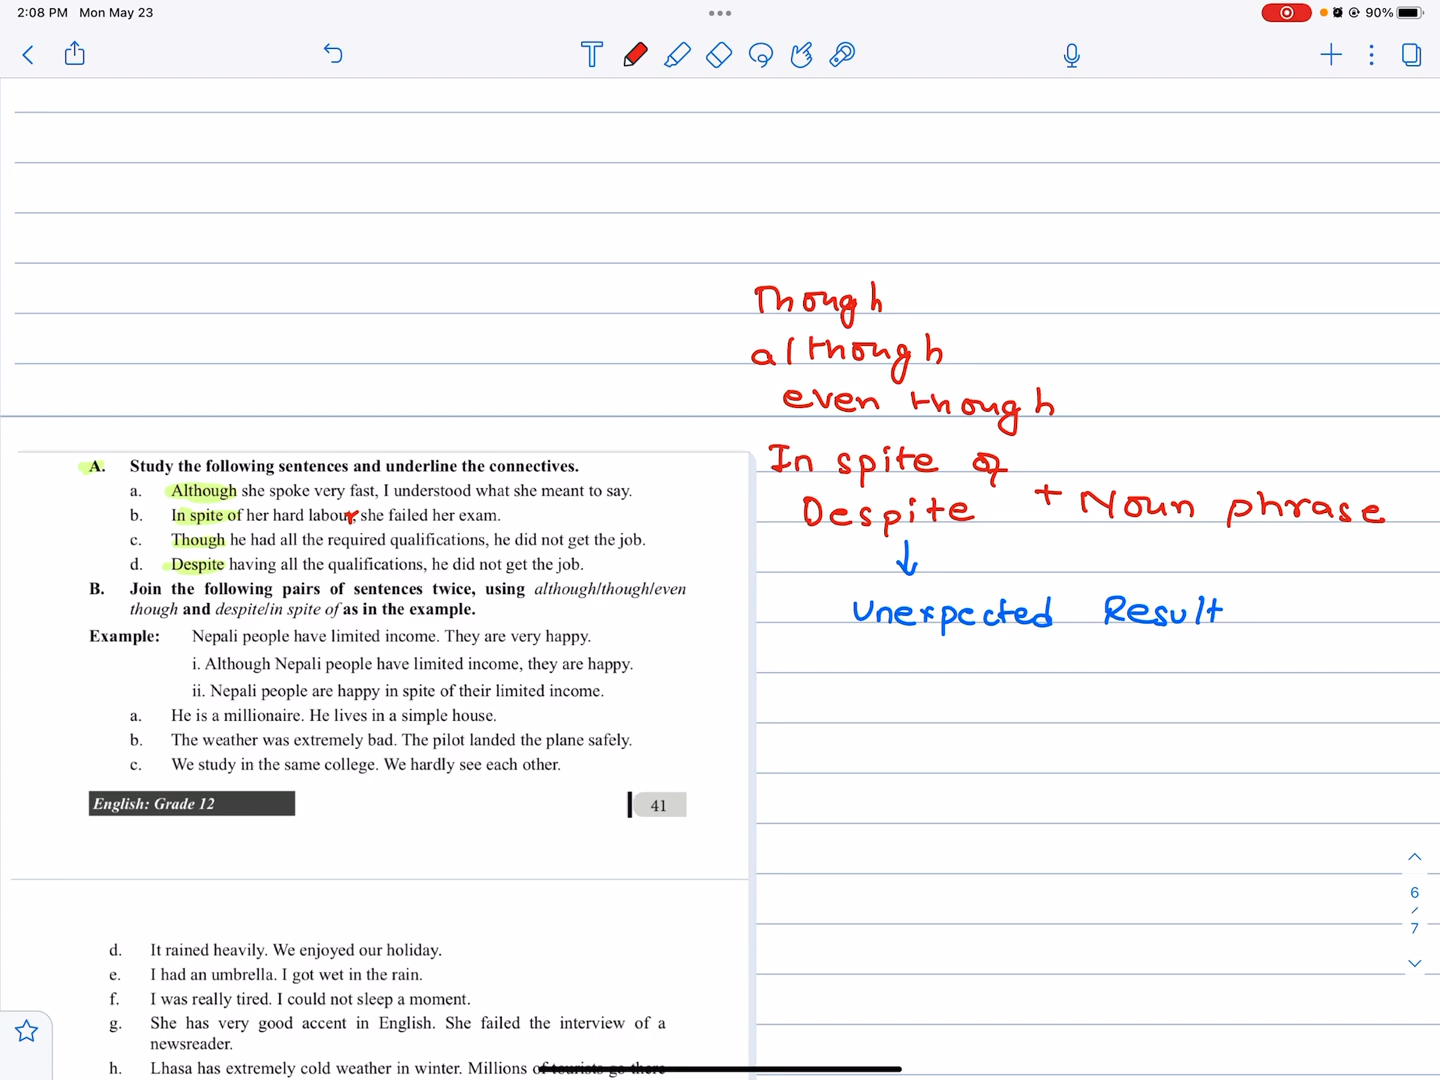 2:08 PM Mon May 23
90%
Though
although
even though
In spite of
Despite + Noun phrase
Unexpected Result
A. Study the following sentences and underline the connectives.
a. Although she spoke very fast, I understood what she meant to say.
b. In spite of her hard labour, she failed her exam.
c. Though he had all the required qualifications, he did not get the job.
d. Despite having all the qualifications, he did not get the job.
B. Join the following pairs of sentences twice, using although/though/even
though and despite/in spite of as in the example.
Example: Nepali people have limited income. They are very happy.
i. Although Nepali people have limited income, they are happy.
ii. Nepali people are happy in spite of their limited income.
a. He is a millionaire. He lives in a simple house.
b. The weather was extremely bad. The pilot landed the plane safely.
c. We study in the same college. We hardly see each other.
English: Grade 12
41
d. It rained heavily. We enjoyed our holiday.
e. I had an umbrella. I got wet in the rain.
f. I was really tired. I could not sleep a moment.
g. She has very good accent in English. She failed the interview of a
newsreader.
h. Lhasa has extremely cold weather in winter. Millions of tourists go there
6
/
7